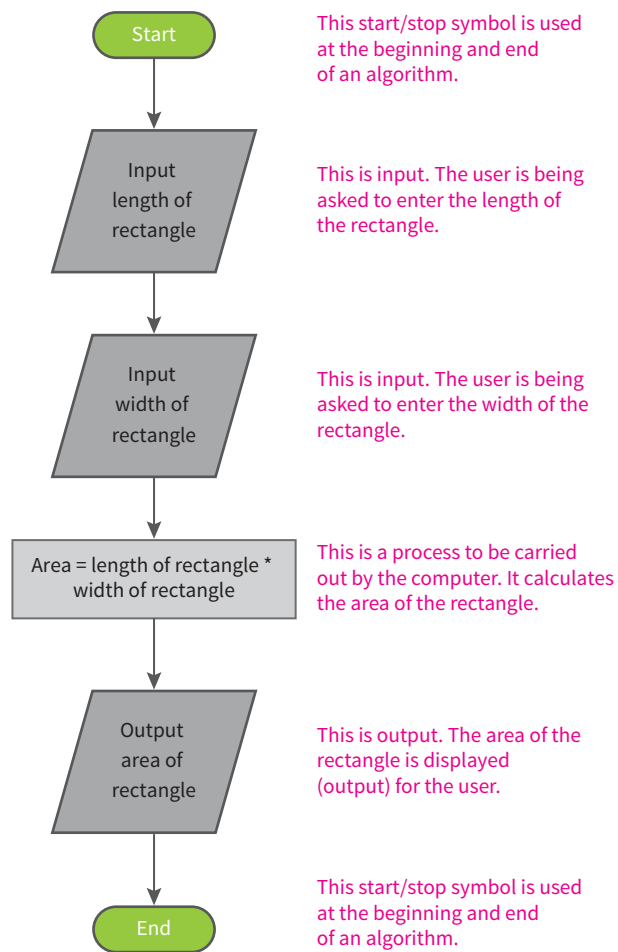 Start
This start/stop symbol is used
at the beginning and end
of an algorithm.
Input
length of
rectangle
This is input. The user is being
asked to enter the length of
the rectangle.
Input
width of
rectangle
This is input. The user is being
asked to enter the width of the
rectangle.
Area = length of rectangle *
width of rectangle
This is a process to be carried
out by the computer. It calculates
the area of the rectangle.
Output
area of
rectangle
This is output. The area of the
rectangle is displayed
(output) for the user.
End
This start/stop symbol is used
at the beginning and end
of an algorithm.